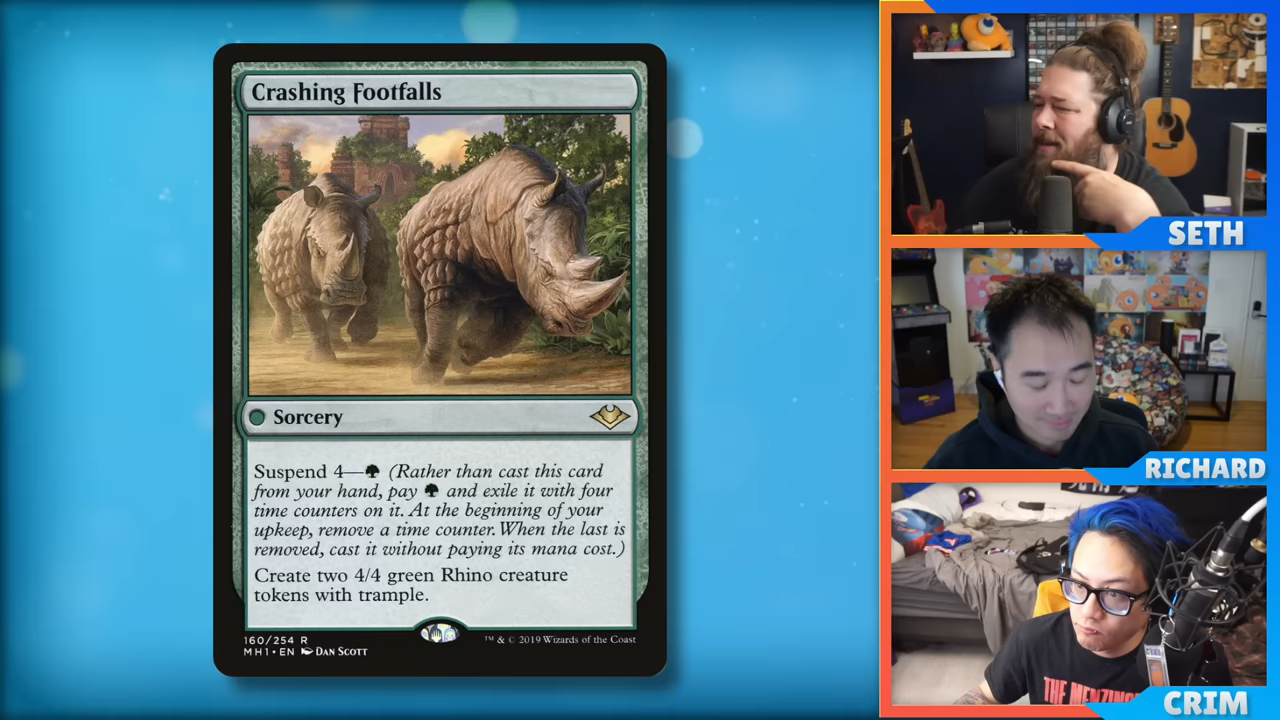 Crashing Footfalls
Sorcery
Suspend 4— (Rather than cast this card
from your hand, pay and exile it with four
time counters on it. At the beginning of your
upkeep, remove a time counter. When the last is
removed, cast it without paying its mana cost.)
Create two 4/4 green Rhino creature
tokens with trample.
160/254 R
MH1 • EN DAN SCOTT
™ & © 2019 Wizards of the Coast
SETH
RICHARD
THE MENZING
CRIM